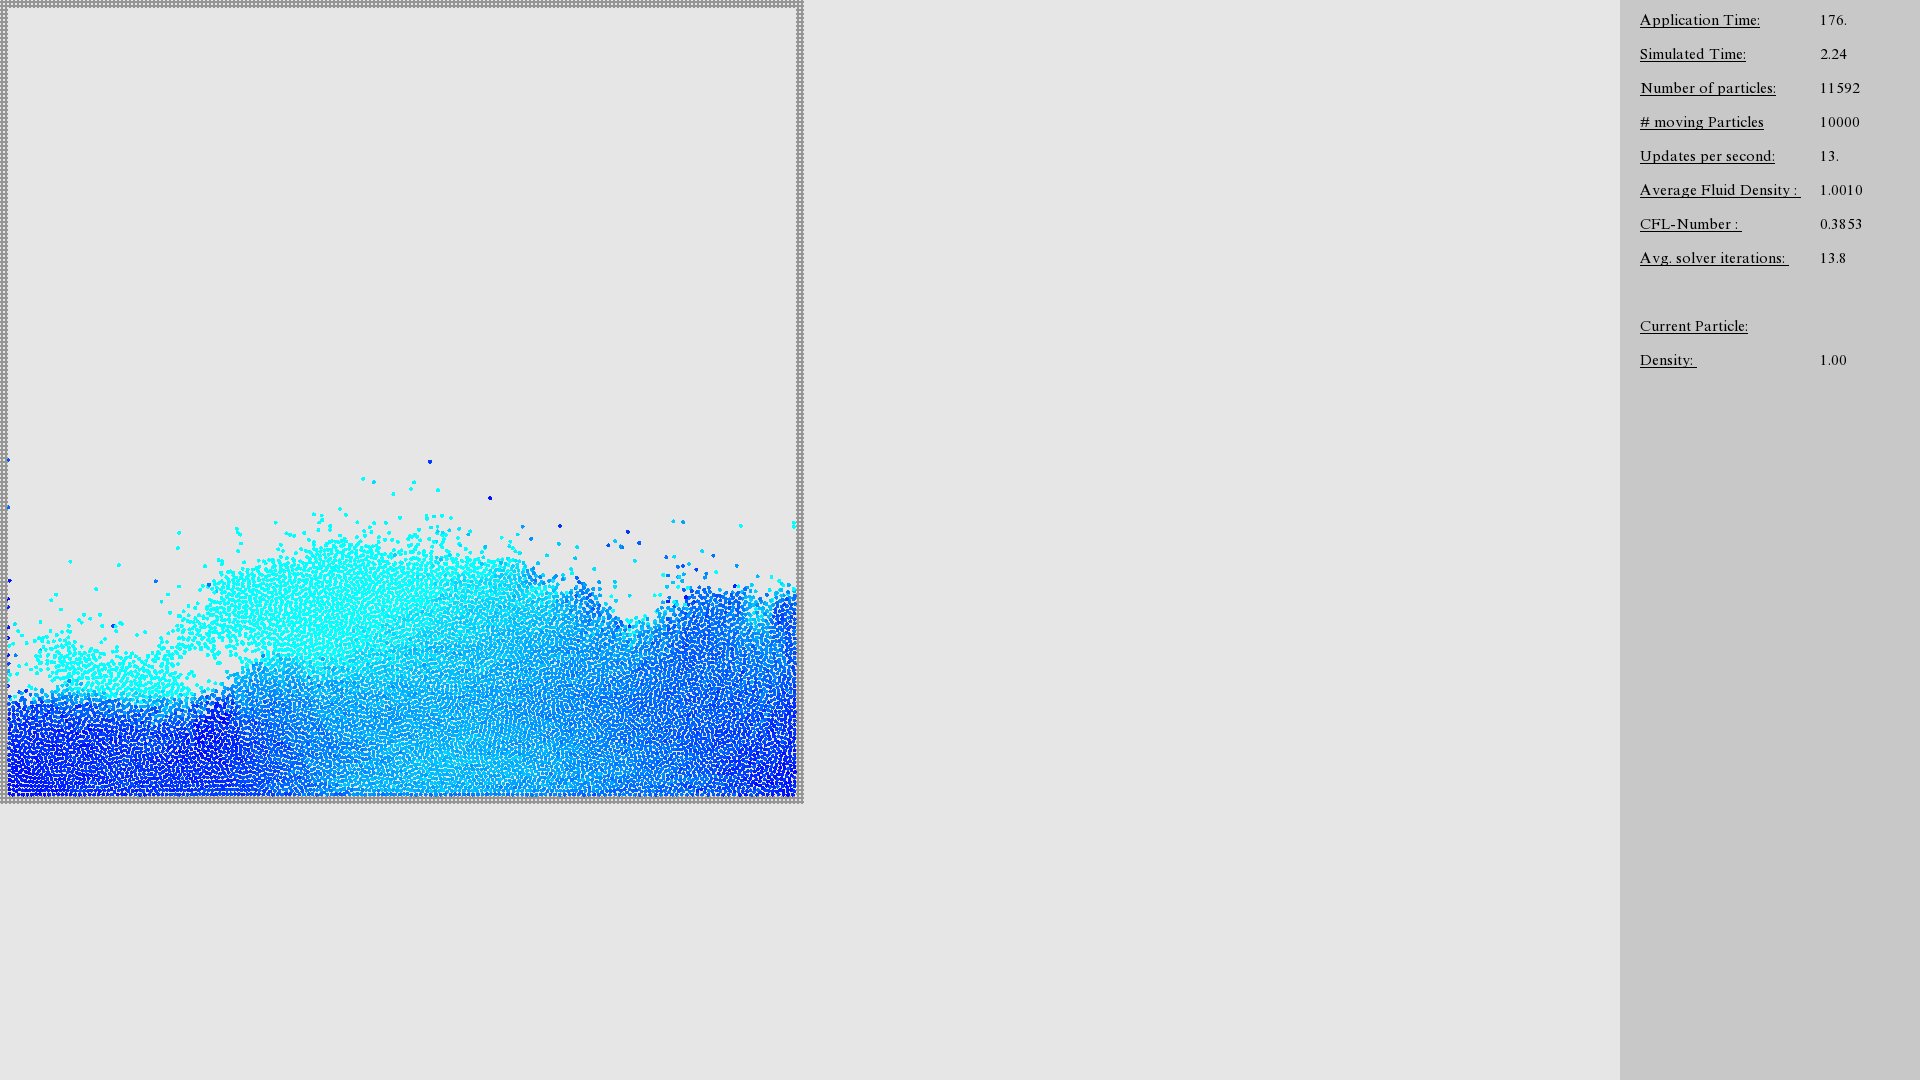 Application Time: 176.
Simulated Time: 2.24
Number of particles: 11592
# moving Particles 10000
Updates per second: 13.
Average Fluid Density : 1.0010
CFL-Number : 0.3853
Avg. solver iterations: 13.8
Current Particle:
Density: 1.00